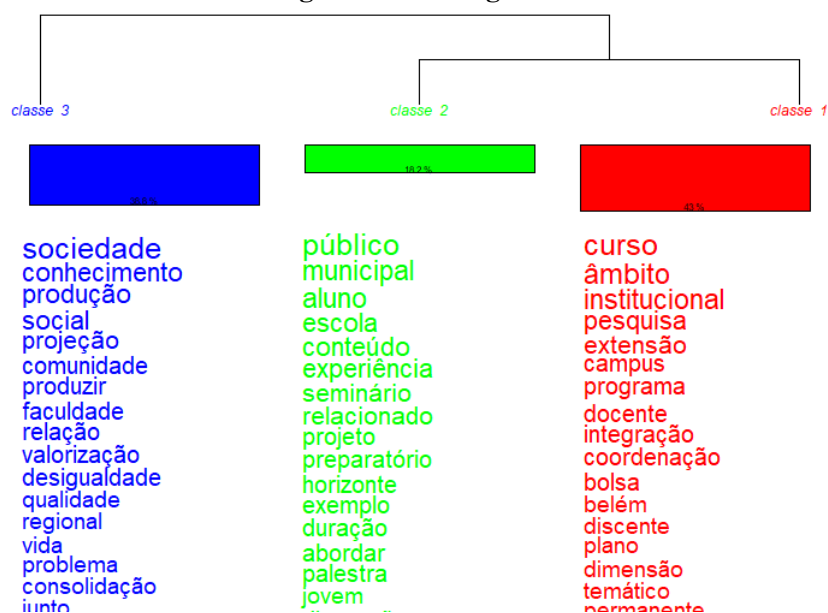 classe 3
classe 2
classe 1
18.2 %
43 %
sociedade
conhecimento
produção
social
projeção
comunidade
produzir
faculdade
relação
valorização
desigualdade
qualidade
regional
vida
problema
consolidação
junto
público
municipal
aluno
escola
conteúdo
experiência
seminário
relacionado
projeto
preparatório
horizonte
exemplo
duração
abordar
palestra
jovem
curso
âmbito
institucional
pesquisa
extensão
campus
programa
docente
integração
coordenação
bolsa
belém
discente
plano
dimensão
temático
permanente